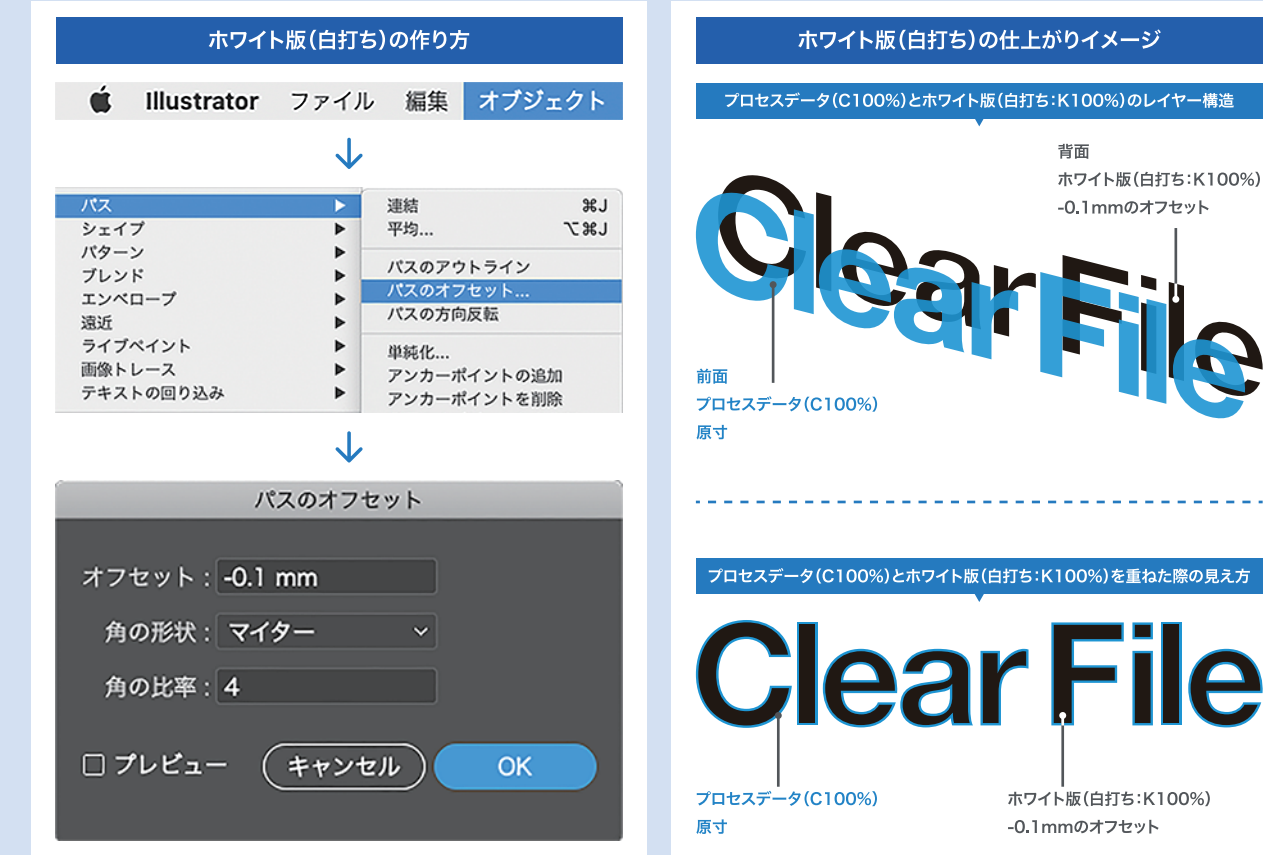 ホワイト版（白打ち）の作り方
Illustrator ファイル 編集 オブジェクト
パス ▶
シェイプ ▶
パターン ▶
ブレンド ▶
エンベロープ ▶
遠近 ▶
ライブペイント ▶
画像トレース ▶
テキストの回り込み ▶
連結 ⌘J
平均... ⌥⌘J
パスのアウトライン
パスのオフセット...
パスの方向反転
単純化...
アンカーポイントの追加
アンカーポイントを削除
パスのオフセット
オフセット : -0.1 mm
角の形状 : マイター
角の比率 : 4
プレビュー キャンセル OK
ホワイト版（白打ち）の仕上がりイメージ
プロセスデータ（C100%）とホワイト版（白打ち：K100%）のレイヤー構造
背面
ホワイト版（白打ち：K100%）
-0.1mmのオフセット
Clear File
Clear File
前面
プロセスデータ（C100%）
原寸
プロセスデータ（C100%）とホワイト版（白打ち：K100%）を重ねた際の見え方
Clear File
プロセスデータ（C100%）
原寸
ホワイト版（白打ち：K100%）
-0.1mmのオフセット